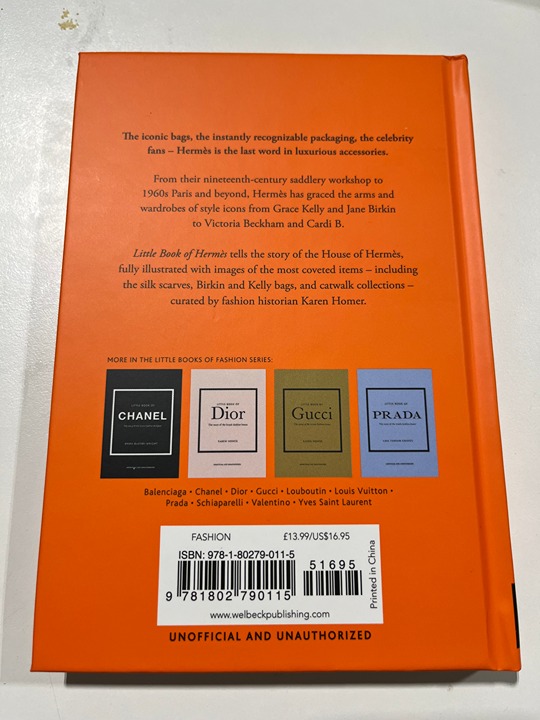 The iconic bags, the instantly recognizable packaging, the celebrity
fans – Hermès is the last word in luxurious accessories.
From their nineteenth-century saddlery workshop to
1960s Paris and beyond, Hermès has graced the arms and
wardrobes of style icons from Grace Kelly and Jane Birkin
to Victoria Beckham and Cardi B.
Little Book of Hermès tells the story of the House of Hermès,
fully illustrated with images of the most coveted items – including
the silk scarves, Birkin and Kelly bags, and catwalk collections –
curated by fashion historian Karen Homer.
MORE IN THE LITTLE BOOKS OF FASHION SERIES:
CHANEL
LITTLE BOOK OF
Dior
Gucci
LITTLE BOOK OF
PRADA
Balenciaga • Chanel • Dior • Gucci • Louboutin • Louis Vuitton •
Prada • Schiaparelli • Valentino • Yves Saint Laurent
FASHION £13.99/US$16.95
ISBN: 978-1-80279-011-5
51695
9 781802 790115
www.welbeckpublishing.com
Printed in China
UNOFFICIAL AND UNAUTHORIZED